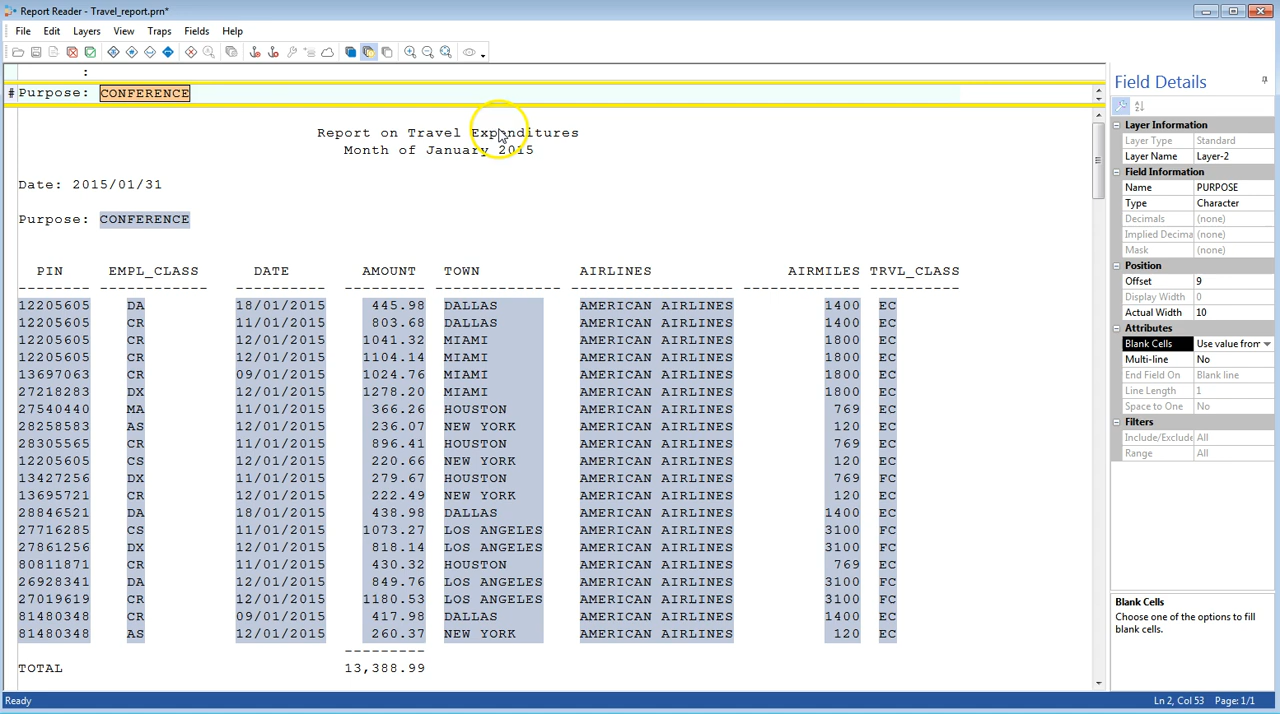 Report Reader - Travel_report.prn*
File Edit Layers View Traps Fields Help
:
#Purpose: CONFERENCE
Report on Travel Expenditures
Month of January 2015
Date: 2015/01/31
Purpose: CONFERENCE
PIN EMPL_CLASS DATE AMOUNT TOWN AIRLINES AIRMILES TRVL_CLASS
-------- ------------ ---------- --------- ------------- ----------------- -------- ----------
12205605 DA 18/01/2015 445.98 DALLAS AMERICAN AIRLINES 1400 EC
12205605 CR 11/01/2015 803.68 DALLAS AMERICAN AIRLINES 1400 EC
12205605 CR 12/01/2015 1041.32 MIAMI AMERICAN AIRLINES 1800 EC
12205605 CR 12/01/2015 1104.14 MIAMI AMERICAN AIRLINES 1800 EC
13697063 CR 09/01/2015 1024.76 MIAMI AMERICAN AIRLINES 1800 EC
27218283 DX 12/01/2015 1278.20 MIAMI AMERICAN AIRLINES 1800 EC
27540440 MA 11/01/2015 366.26 HOUSTON AMERICAN AIRLINES 769 EC
28258583 AS 12/01/2015 236.07 NEW YORK AMERICAN AIRLINES 120 EC
28305565 CR 11/01/2015 896.41 HOUSTON AMERICAN AIRLINES 769 EC
12205605 CS 12/01/2015 220.66 NEW YORK AMERICAN AIRLINES 120 EC
13427256 DX 11/01/2015 279.67 HOUSTON AMERICAN AIRLINES 769 FC
13695721 CR 12/01/2015 222.49 NEW YORK AMERICAN AIRLINES 120 EC
28846521 DA 18/01/2015 438.98 DALLAS AMERICAN AIRLINES 1400 EC
27716285 CS 11/01/2015 1073.27 LOS ANGELES AMERICAN AIRLINES 3100 FC
27861256 DX 12/01/2015 818.14 LOS ANGELES AMERICAN AIRLINES 3100 FC
80811871 CR 11/01/2015 430.32 HOUSTON AMERICAN AIRLINES 769 EC
26928341 DA 12/01/2015 849.76 LOS ANGELES AMERICAN AIRLINES 3100 FC
27019619 CR 12/01/2015 1180.53 LOS ANGELES AMERICAN AIRLINES 3100 FC
81480348 CR 09/01/2015 417.98 DALLAS AMERICAN AIRLINES 1400 EC
81480348 AS 12/01/2015 260.37 NEW YORK AMERICAN AIRLINES 120 EC
---------
TOTAL 13,388.99
Field Details
Layer Information
Layer Type Standard
Layer Name Layer-2
Field Information
Name PURPOSE
Type Character
Decimals (none)
Implied Decima (none)
Mask (none)
Position
Offset 9
Display Width 0
Actual Width 10
Attributes
Blank Cells Use value from
Multi-line No
End Field On Blank line
Line Length 1
Space to One No
Filters
Include/Exclude All
Range All
Blank Cells
Choose one of the options to fill
blank cells.
Ready Ln 2, Col 53 Page: 1/1